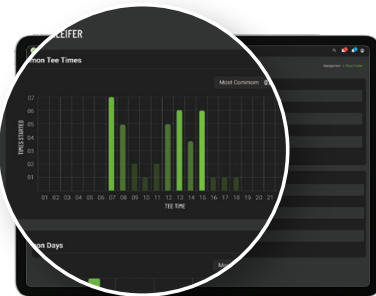 LEIFER
mon Tee Times
Most Common
07
06
05
04
03
02
01
TIMES STARTED
01 02 03 04 05 06 07 08 09 10 11 12 13 14 15 16 17 18 19 20 21
TEE TIME
on Days